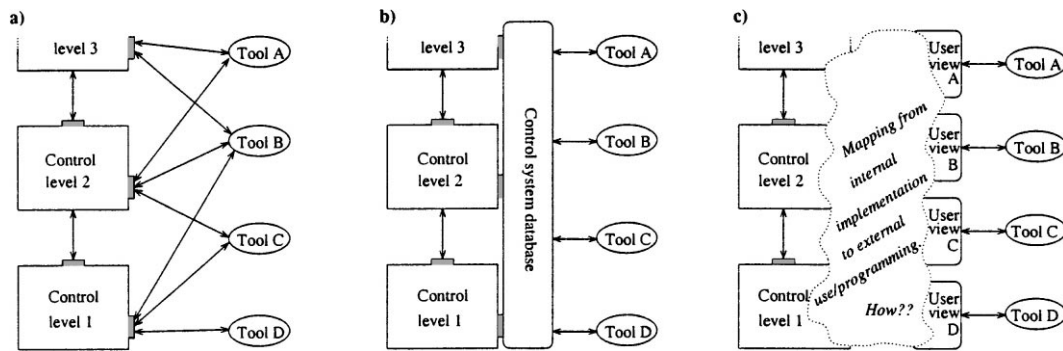 a)
level 3
Tool A
Control
level 2
Tool B
Tool C
Control
level 1
Tool D
b)
level 3
Tool A
Control
level 2
Tool B
Control system database
Tool C
Control
level 1
Tool D
c)
level 3
User
view
A
Tool A
Control
level 2
Mapping from
internal
implementation
to external
use/programming.
How??
User
view
B
Tool B
User
view
C
Tool C
Control
level 1
User
view
D
Tool D